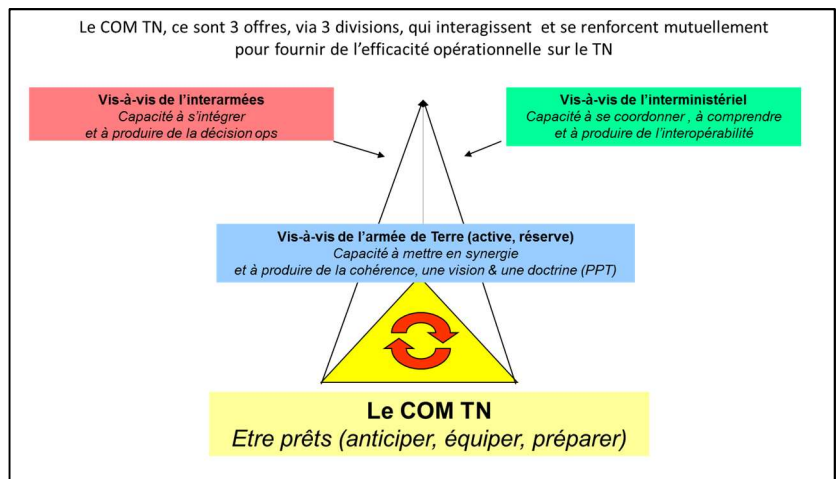 Le COM TN, ce sont 3 offres, via 3 divisions, qui interagissent et se renforcent mutuellement
pour fournir de l'efficacité opérationnelle sur le TN
Vis-à-vis de l'interarmées
Capacité à s'intégrer
et à produire de la décision ops
Vis-à-vis de l'interministériel
Capacité à se coordonner , à comprendre
et à produire de l'interopérabilité
Vis-à-vis de l'armée de Terre (active, réserve)
Capacité à mettre en synergie
et à produire de la cohérence, une vision & une doctrine (PPT)
Le COM TN
Etre prêts (anticiper, équiper, préparer)